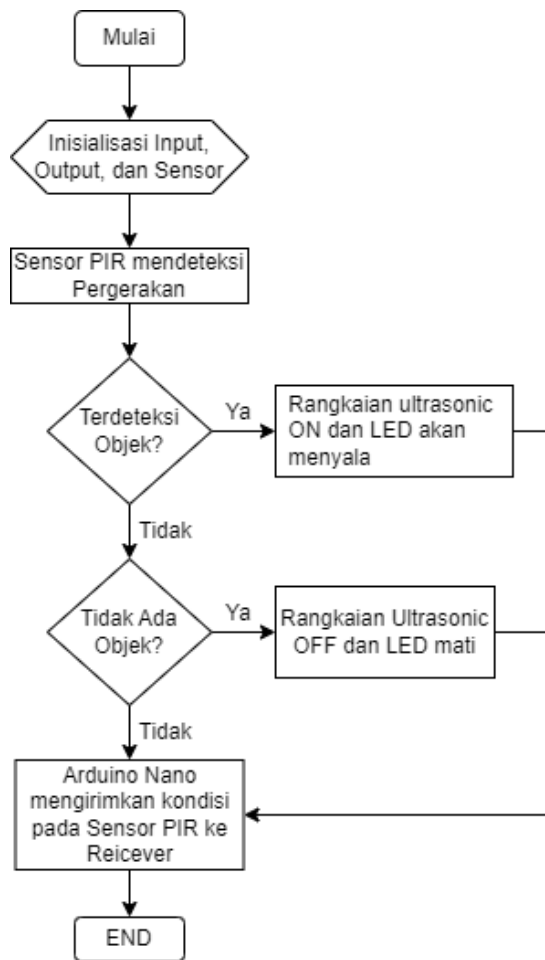 Mulai
Inisialisasi Input,
Output, dan Sensor
Sensor PIR mendeteksi
Pergerakan
Terdeteksi
Objek?
Ya
Rangkaian ultrasonic
ON dan LED akan
menyala
Tidak
Tidak Ada
Objek?
Ya
Rangkaian Ultrasonic
OFF dan LED mati
Tidak
Arduino Nano
mengirimkan kondisi
pada Sensor PIR ke
Reicever
END